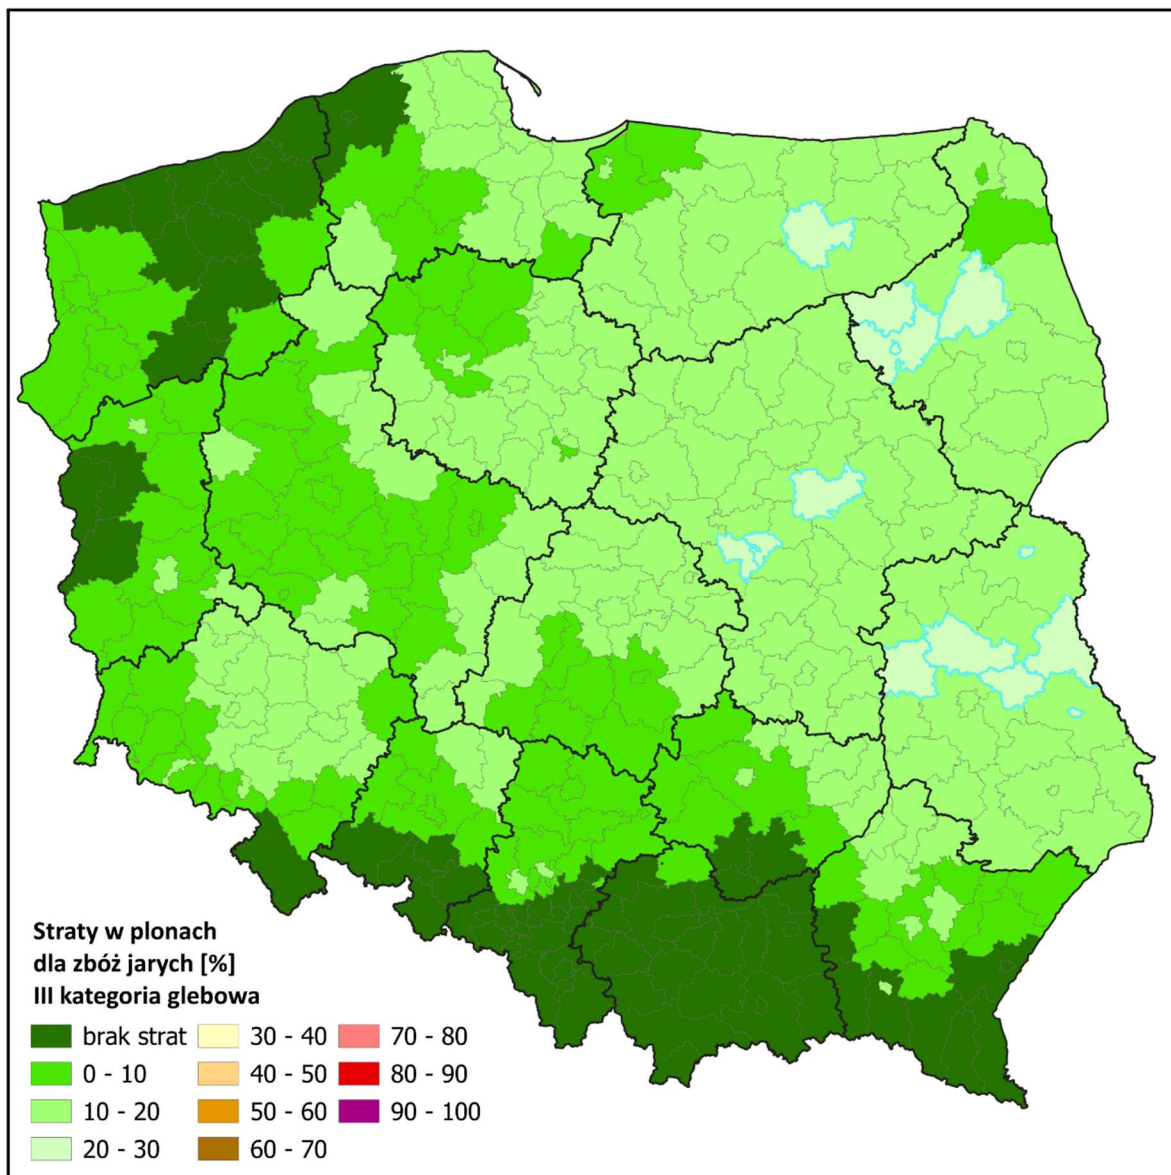 Straty w plonach
dla zbóż jarych [%]
III kategoria glebowa
brak strat
0 - 10
10 - 20
20 - 30
30 - 40
40 - 50
50 - 60
60 - 70
70 - 80
80 - 90
90 - 100